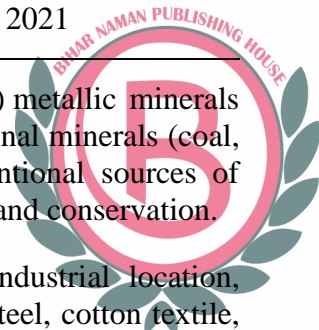 2021
BIHAR NAMAN PUBLISHING HOUSE
) metallic minerals
nal minerals (coal,
ntional sources of
and conservation.
B
ndustrial location,
teel, cotton textile,